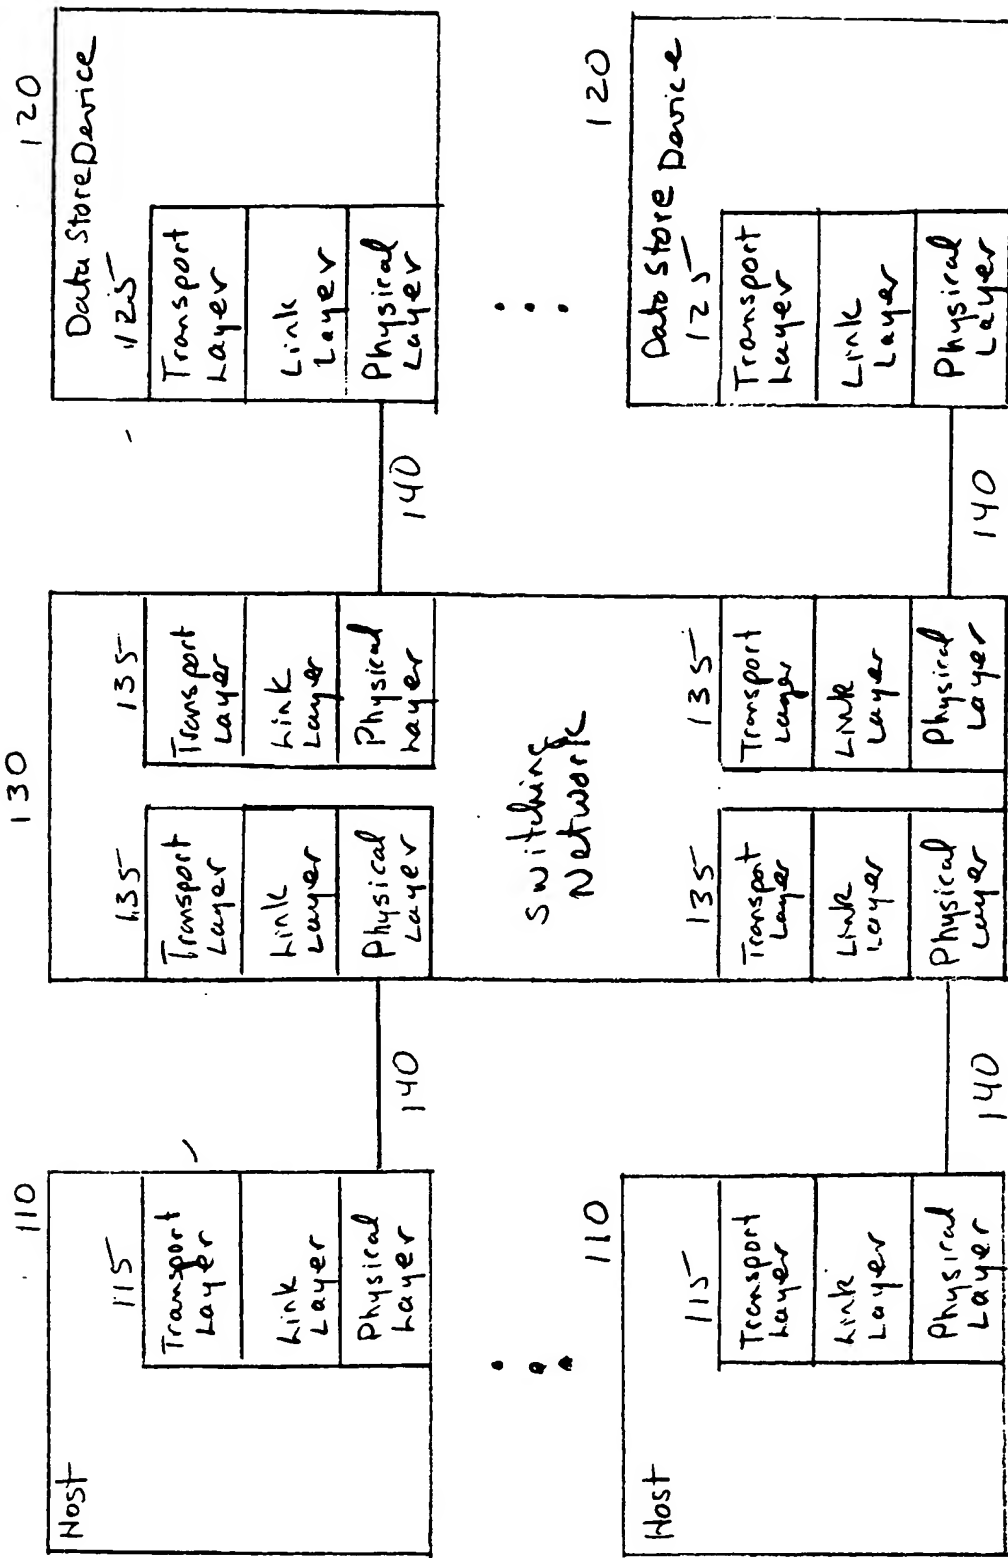 130
110
Host
115
Transport
Layer
Link
Layer
Physical
Layer
140
135
Transport
Layer
Link
Layer
Physical
Layer
135
Transport
Layer
Link
Layer
Physical
Layer
140
120
Data Store Device
125
Transport
Layer
Link
Layer
Physical
Layer
Switching
Network
110
Host
115
Transport
Layer
Link
Layer
Physical
Layer
140
135
Transport
Layer
Link
Layer
Physical
Layer
135
Transport
Layer
Link
Layer
Physical
Layer
140
120
Data Store Device
125
Transport
Layer
Link
Layer
Physical
Layer